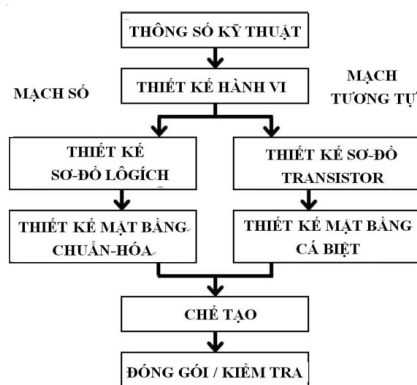 THÔNG SỐ KỸ THUẬT
THIẾT KẾ HÀNH VI
MẠCH SỐ
MẠCH
TƯƠNG TỰ
THIẾT KẾ
SƠ-ĐỒ LÔGÍCH
THIẾT KẾ SƠ-ĐỒ
TRANSISTOR
THIẾT KẾ MẶT BẰNG
CHUẨN-HÓA
THIẾT KẾ MẶT BẰNG
CÁ BIỆT
CHẾ TẠO
ĐÓNG GÓI / KIỂM TRA